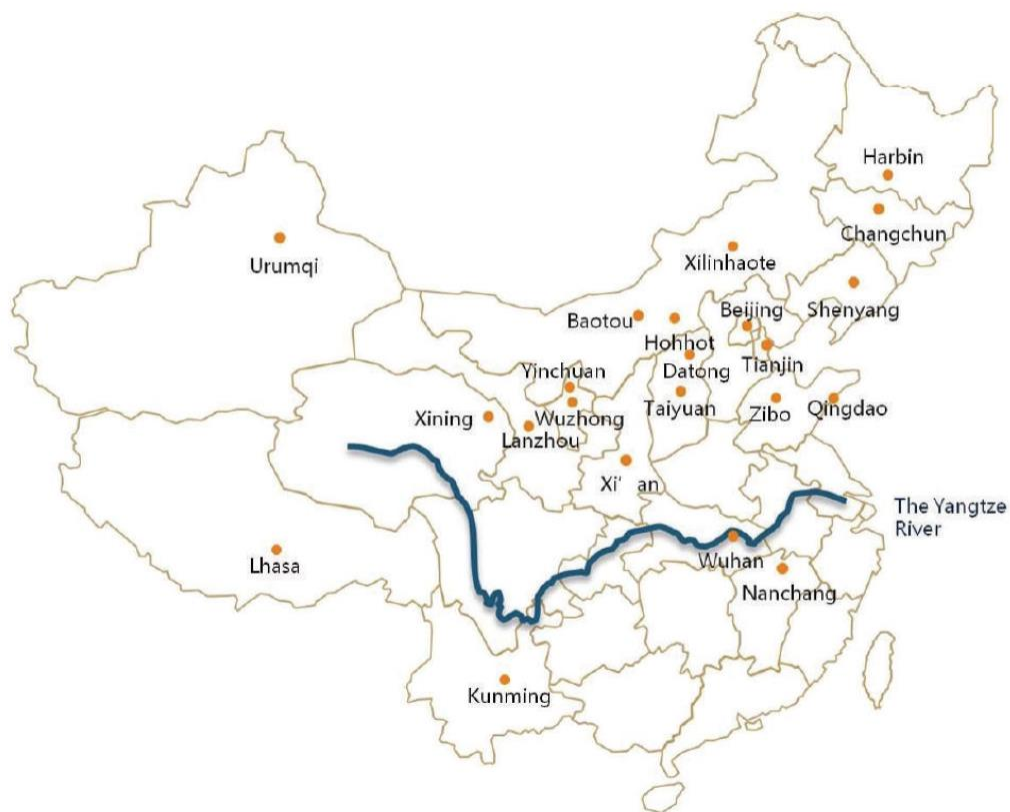 Harbin
Changchun
Urumqi
Xilinhaote
Beijing
Shenyang
Baotou
Hohhot
Tianjin
Datong
Yinchuan
Taiyuan
Zibo
Qingdao
Xining
Wuzhong
Lanzhou
Xi' an
The Yangtze
River
Lhasa
Wuhan
Nanchang
Kunming